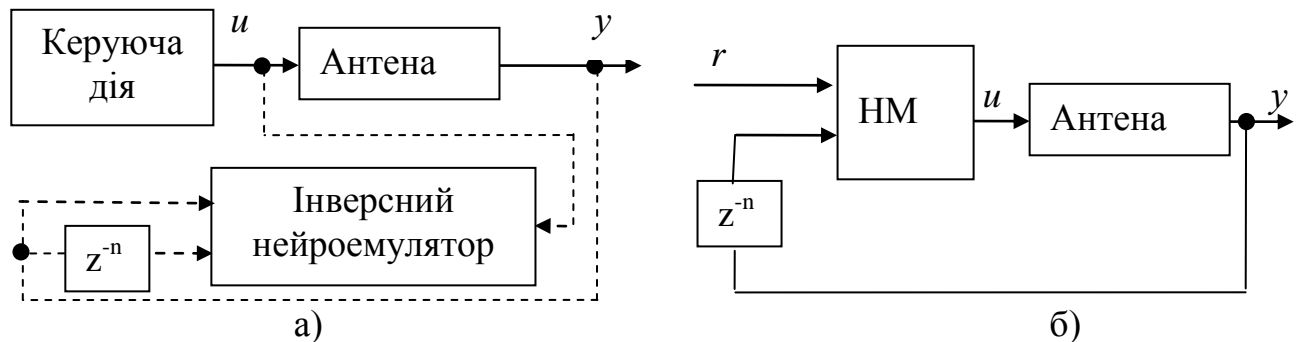 Керуюча
дія
u
Антена
y
Інверсний
нейроемулятор
z⁻ⁿ
а)
r
НМ
u
Антена
y
z⁻ⁿ
б)